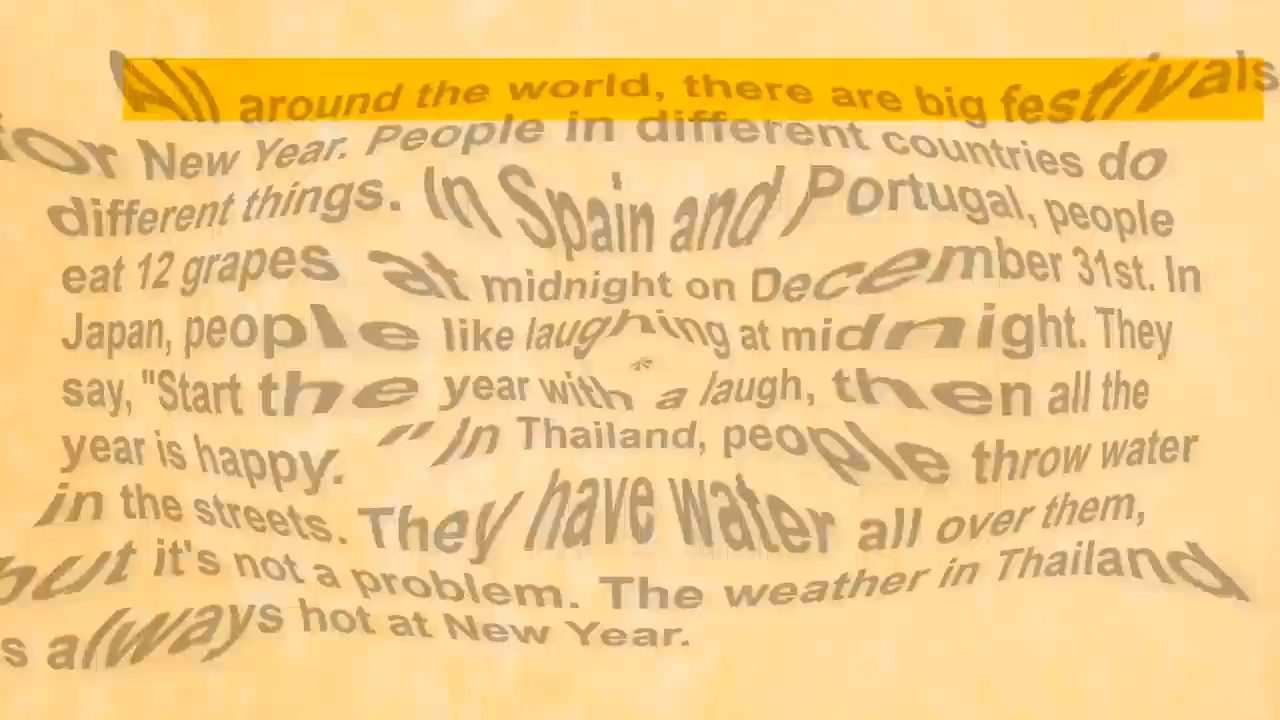 All around the world, there are big festivals
for New Year. People in different countries do
different things. In Spain and Portugal, people
eat 12 grapes at midnight on December 31st. In
Japan, people like laughing at midnight. They
say, "Start the year with a laugh, then all the
year is happy. " In Thailand, people throw water
in the streets. They have water all over them,
but it's not a problem. The weather in Thailand
s always hot at New Year.